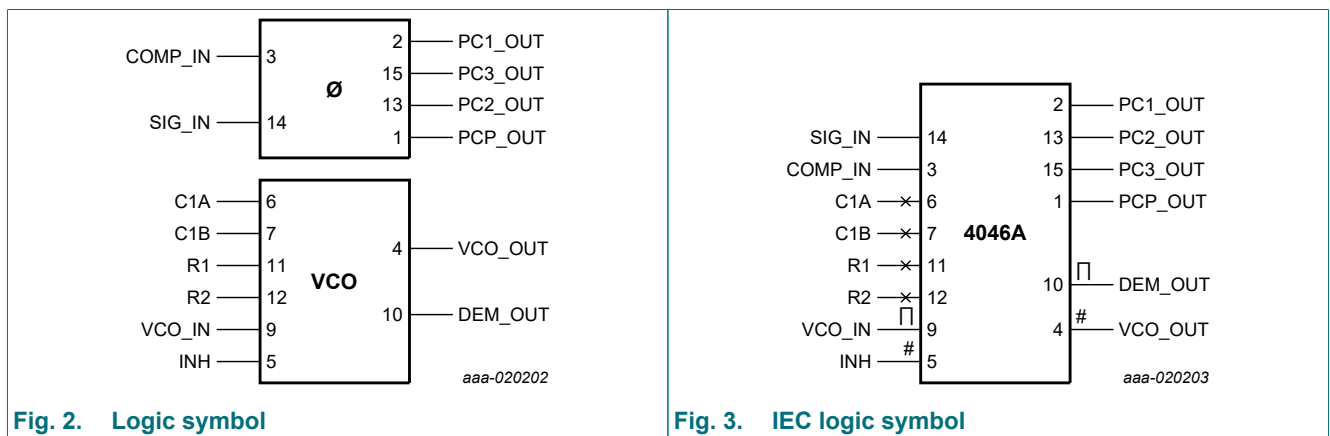 COMP_IN 3
SIG_IN 14
Ø
2 PC1_OUT
15 PC3_OUT
13 PC2_OUT
1 PCP_OUT
C1A 6
C1B 7
R1 11
R2 12
VCO_IN 9
INH 5
VCO
4 VCO_OUT
10 DEM_OUT
aaa-020202
Fig. 2. Logic symbol
SIG_IN 14
COMP_IN 3
C1A 6
C1B 7
R1 11
R2 12
VCO_IN ∏ 9
INH # 5
4046A
2 PC1_OUT
13 PC2_OUT
15 PC3_OUT
1 PCP_OUT
10 ∏ DEM_OUT
4 # VCO_OUT
aaa-020203
Fig. 3. IEC logic symbol